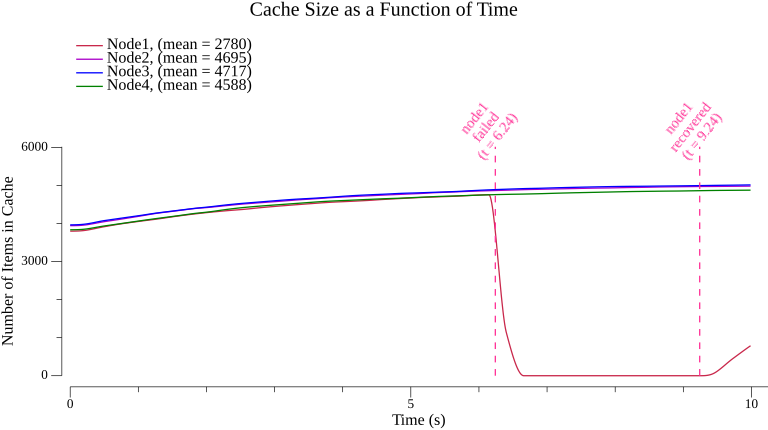 Cache Size as a Function of Time
Node1, (mean = 2780)
Node2, (mean = 4695)
Node3, (mean = 4717)
Node4, (mean = 4588)
node1
failed
(t = 6.24)
node1
recovered
(t = 9.24)
6000
3000
0
Number of Items in Cache
0
5
10
Time (s)